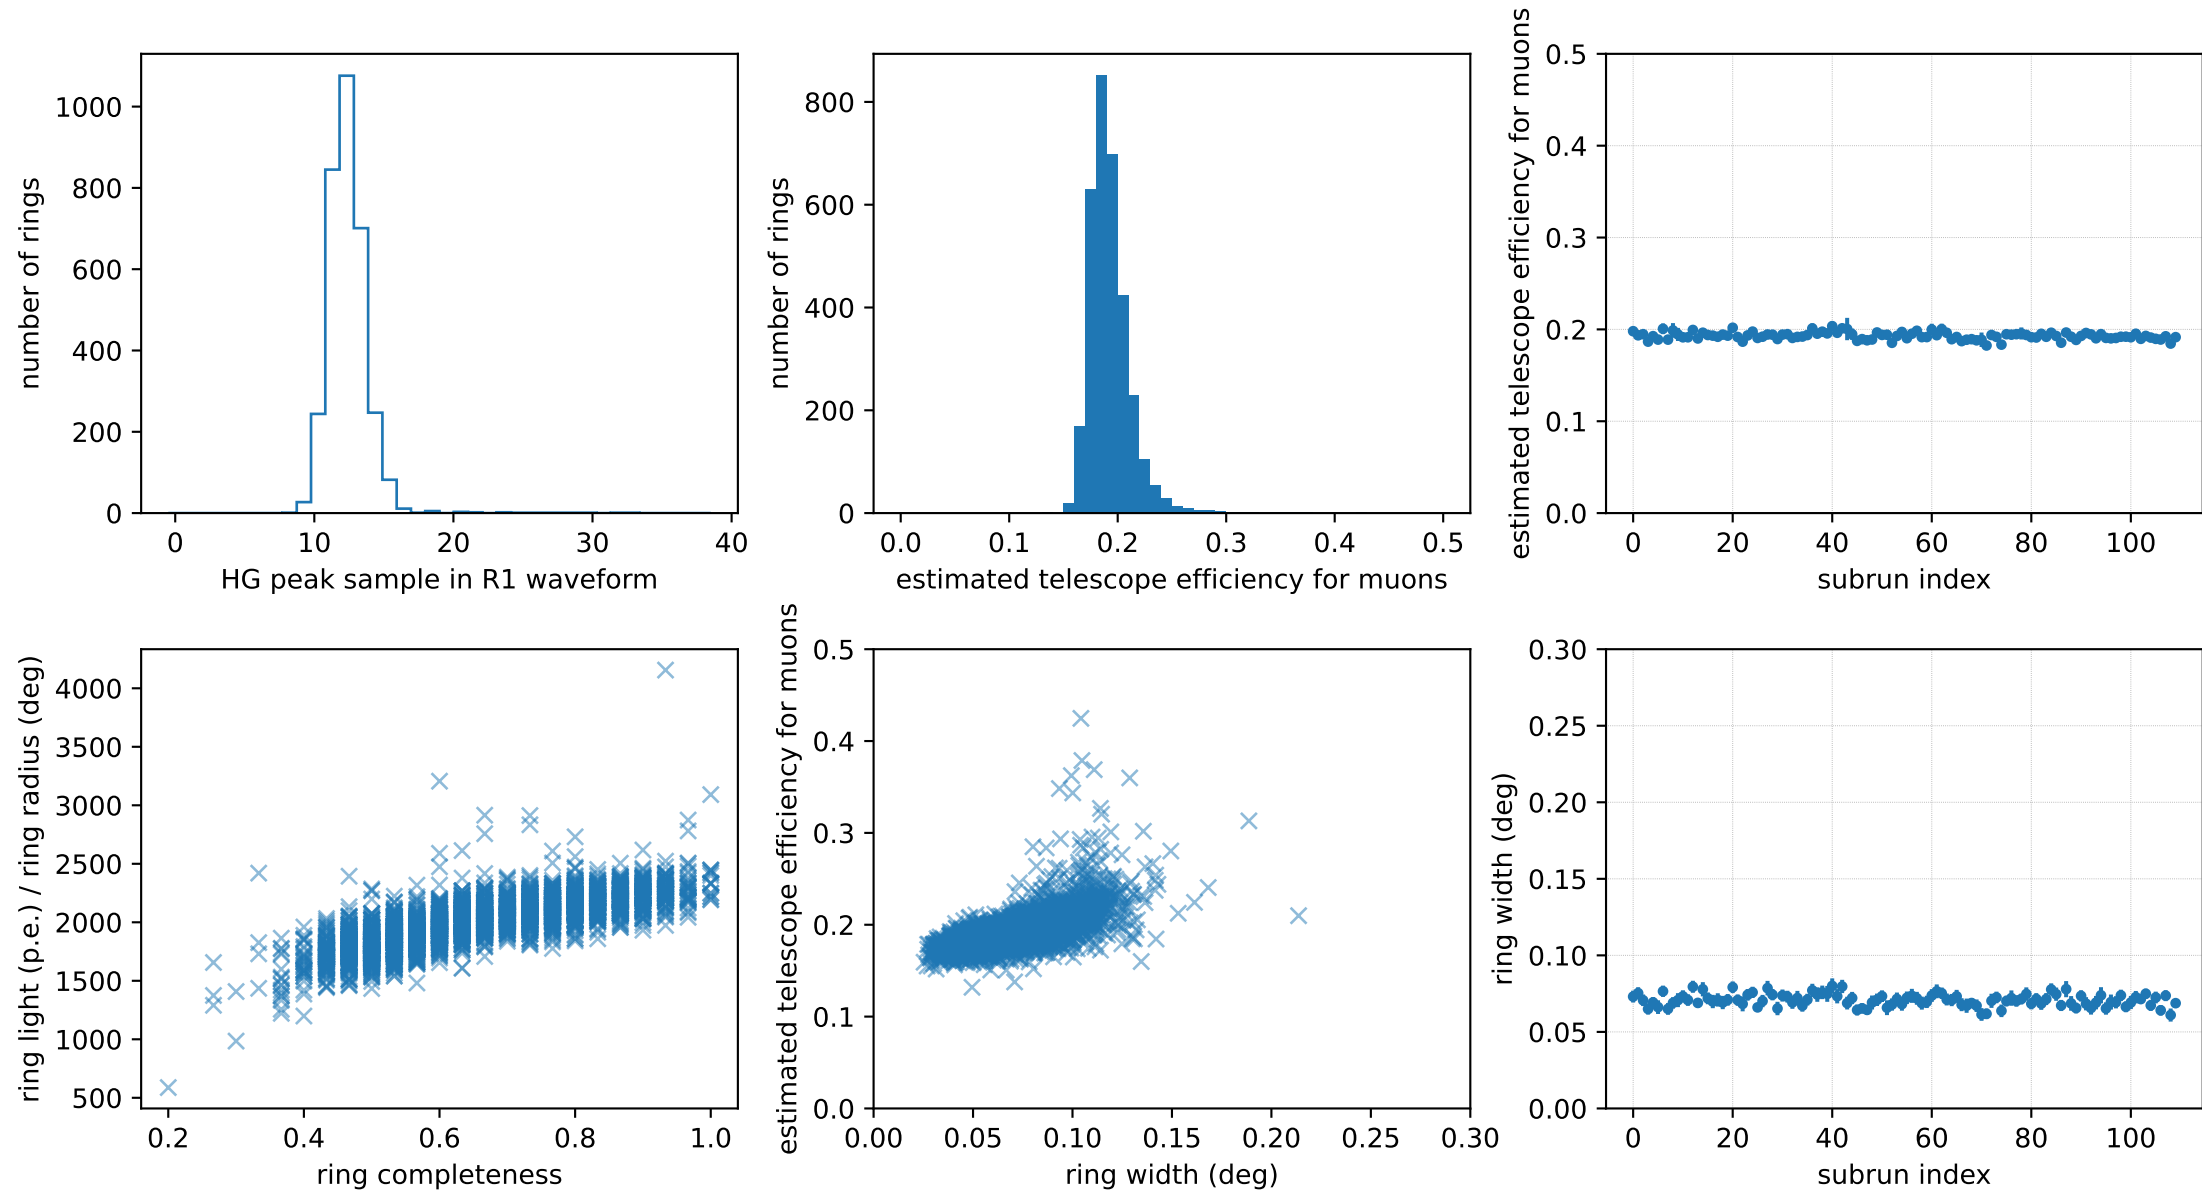 number of rings
1000
800
600
400
200
0
0 10 20 30 40
HG peak sample in R1 waveform
number of rings
800
600
400
200
0
0.0 0.1 0.2 0.3 0.4 0.5
estimated telescope efficiency for muons
estimated telescope efficiency for muons
0.5
0.4
0.3
0.2
0.1
0.0
0 20 40 60 80 100
subrun index
ring light (p.e.) / ring radius (deg)
4000
3500
3000
2500
2000
1500
1000
500
0.2 0.4 0.6 0.8 1.0
ring completeness
estimated telescope efficiency for muons
0.5
0.4
0.3
0.2
0.1
0.0
0.00 0.05 0.10 0.15 0.20 0.25 0.30
ring width (deg)
ring width (deg)
0.30
0.25
0.20
0.15
0.10
0.05
0.00
0 20 40 60 80 100
subrun index